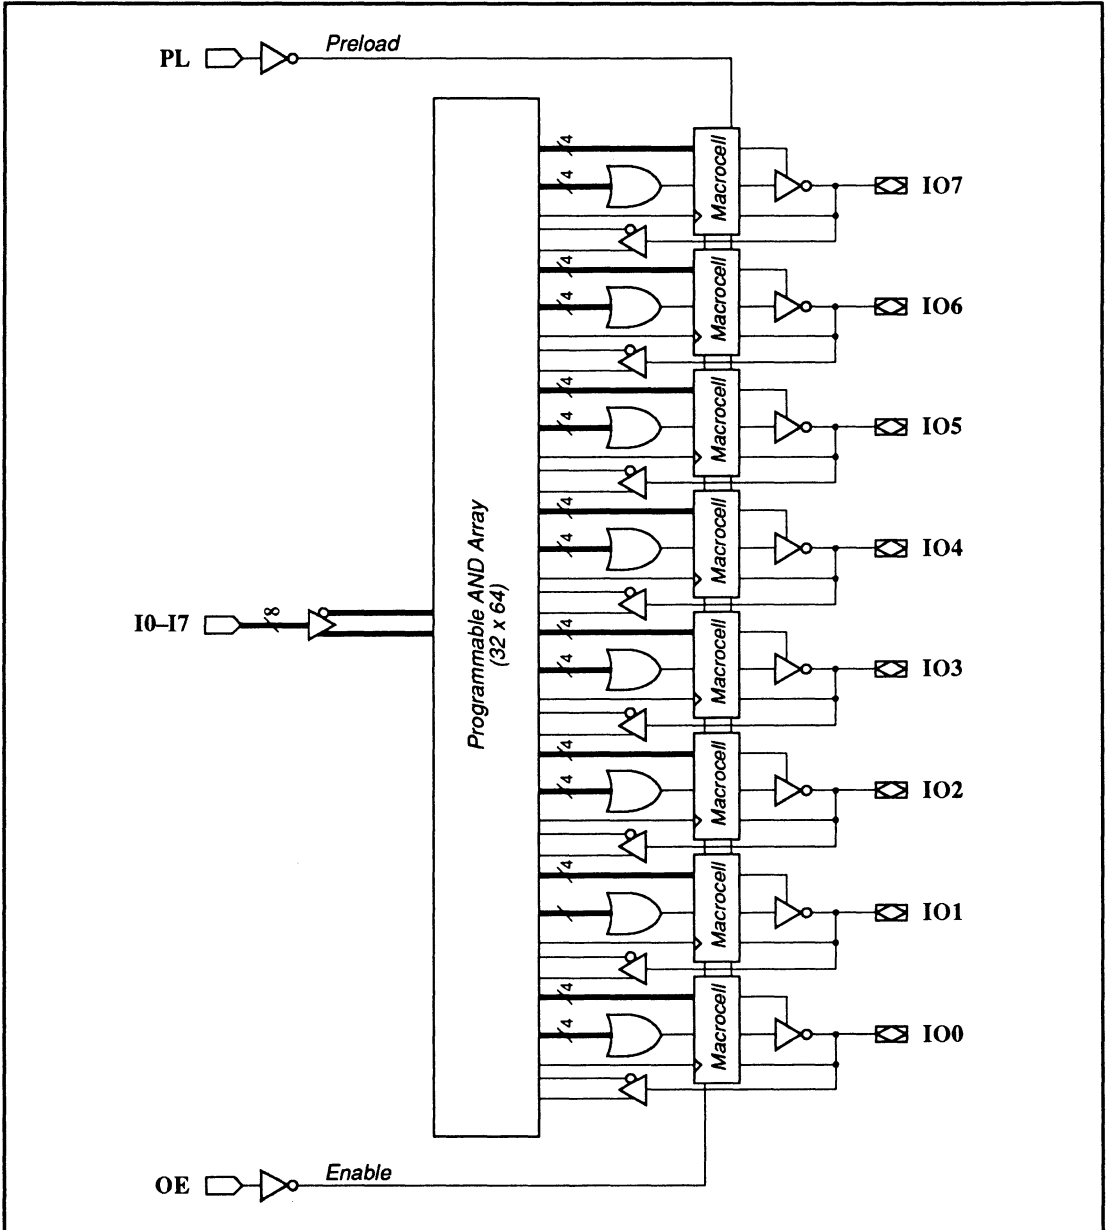 PL
Preload
4
4
Macrocell
IO7
4
4
Macrocell
IO6
4
4
Macrocell
IO5
4
4
Macrocell
IO4
I0–I7
8
Programmable AND Array
(32 x 64)
4
4
Macrocell
IO3
4
4
Macrocell
IO2
4
Macrocell
IO1
4
4
Macrocell
IO0
OE
Enable